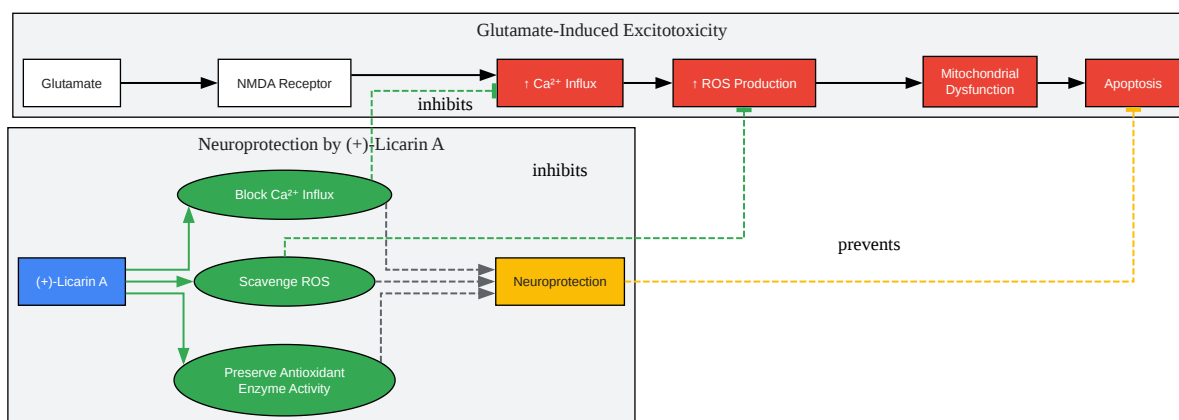 Glutamate-Induced Excitotoxicity
Glutamate
NMDA Receptor
↑ Ca²⁺ Influx
↑ ROS Production
Mitochondrial
Dysfunction
Apoptosis
inhibits
Neuroprotection by (+)-Licarin A
inhibits
Block Ca²⁺ Influx
prevents
(+)-Licarin A
Scavenge ROS
Neuroprotection
Preserve Antioxidant
Enzyme Activity